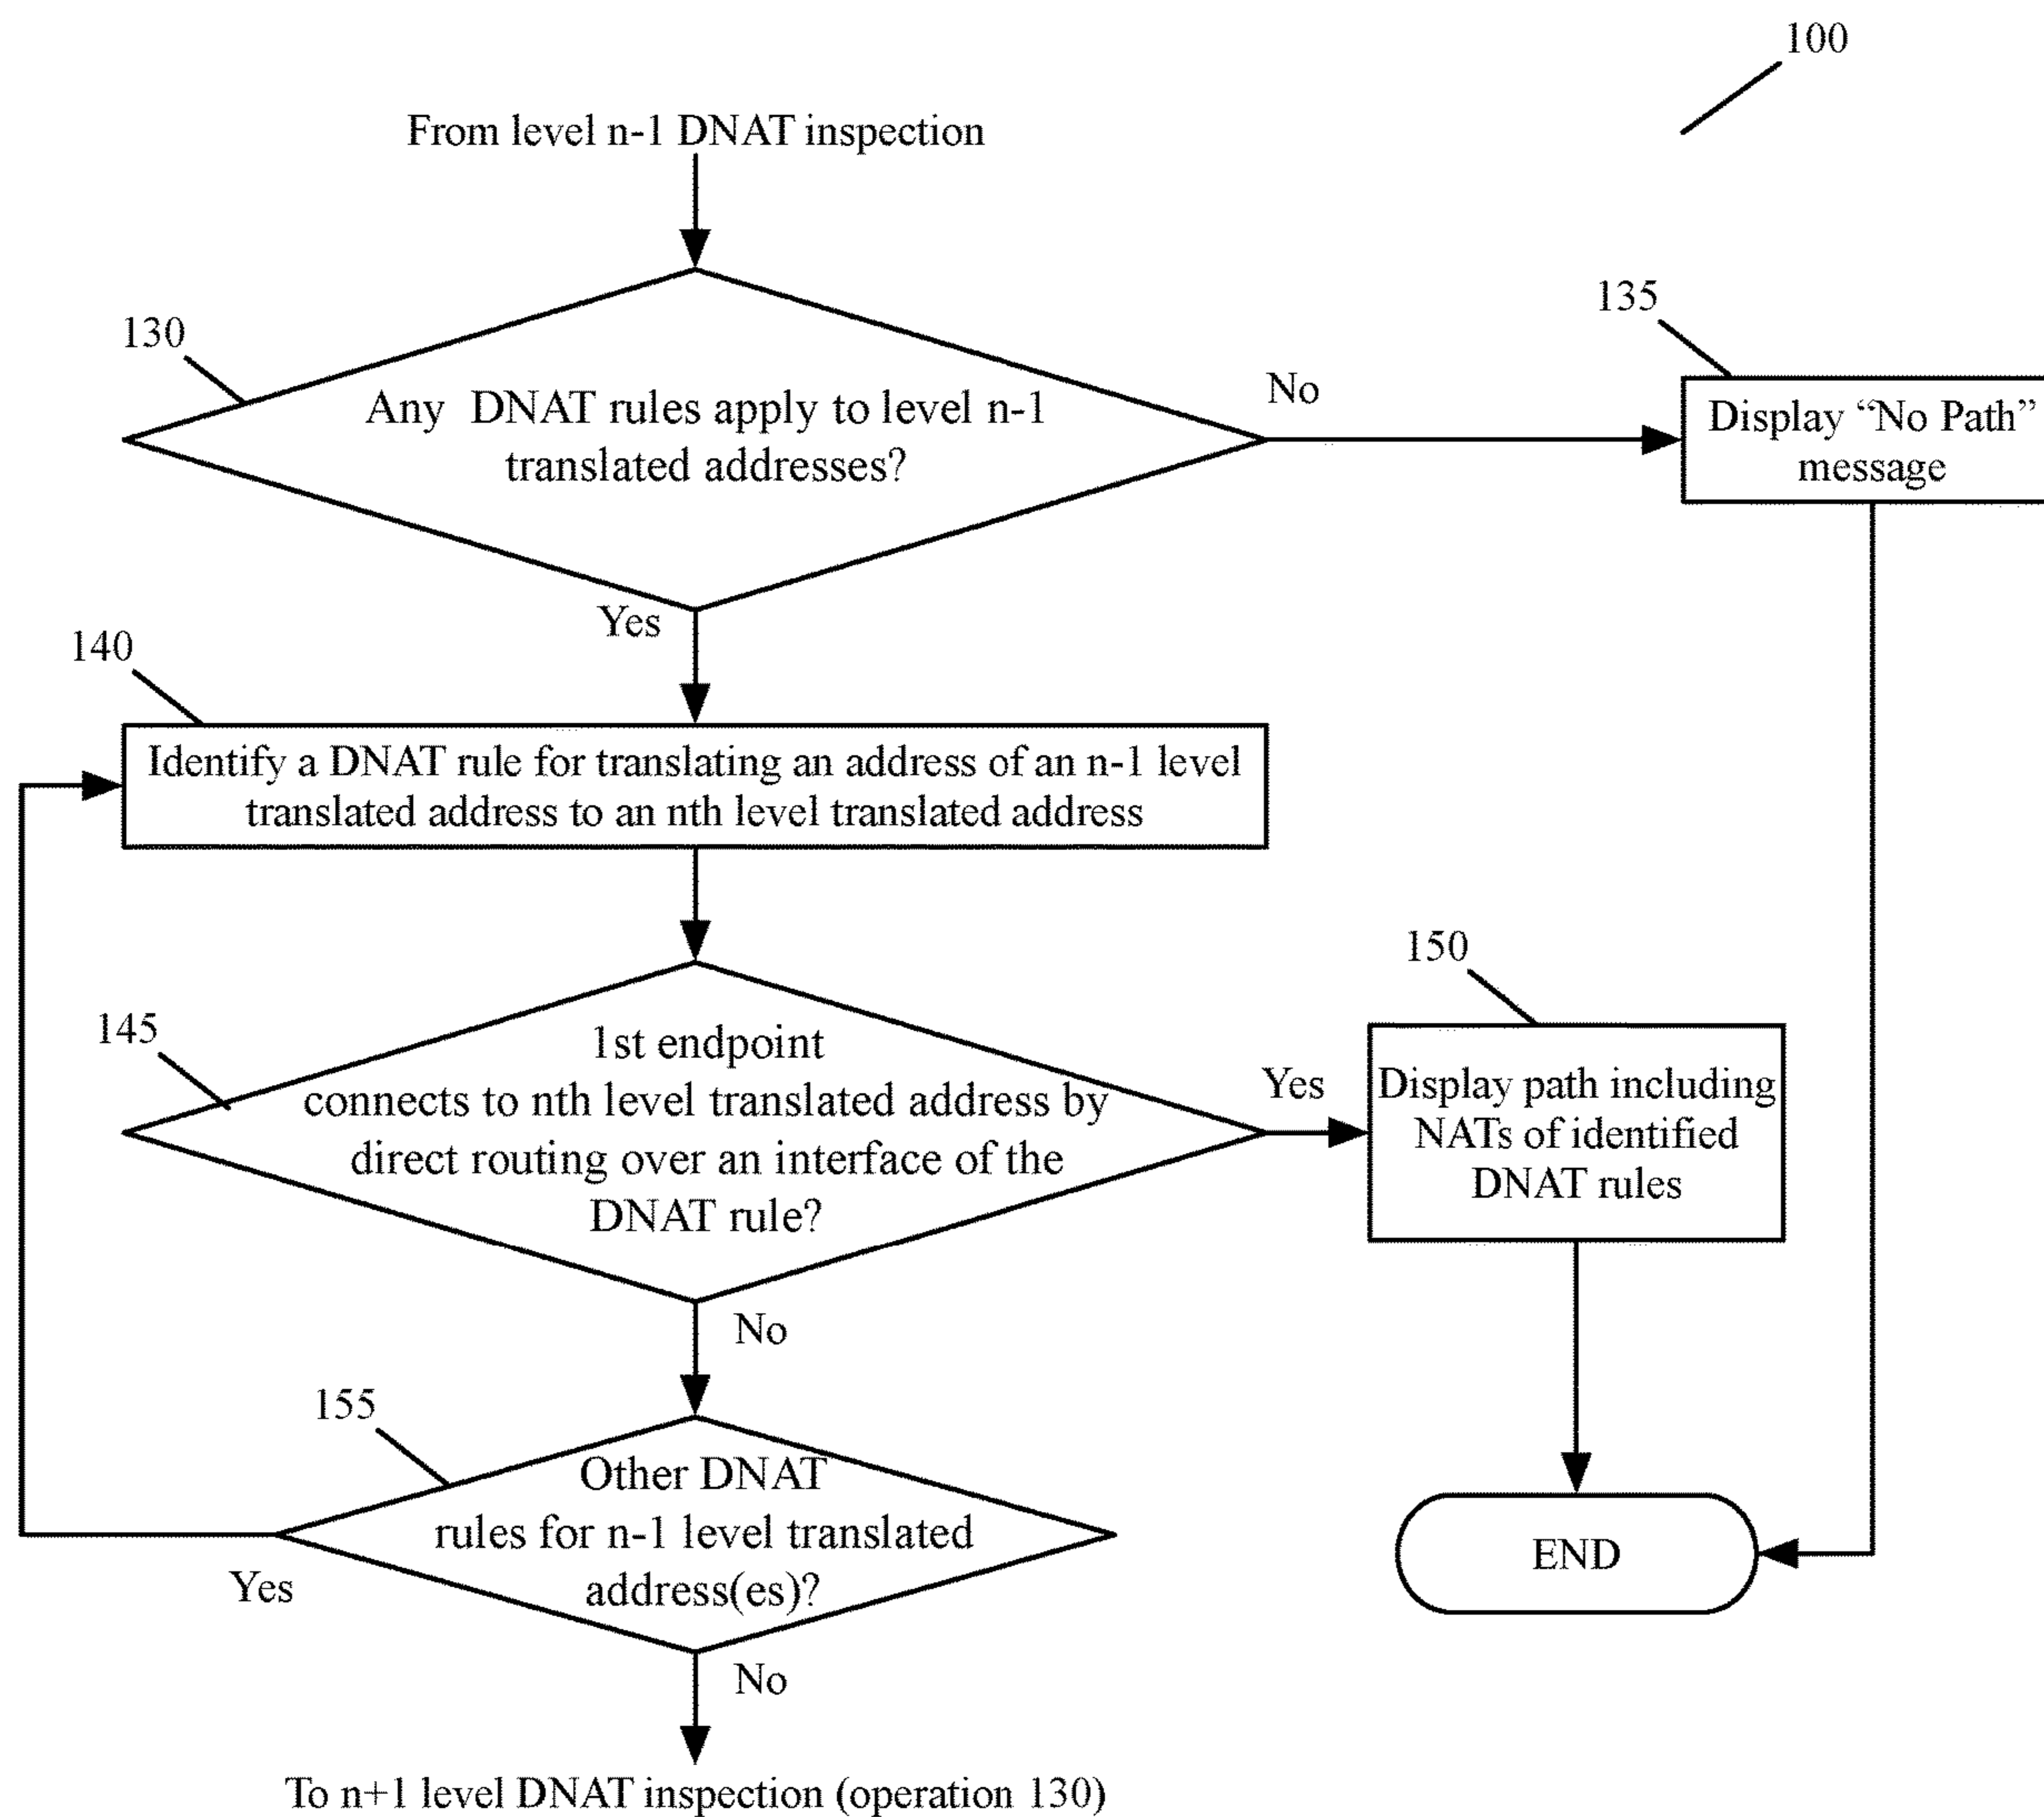 100
From level n-1 DNAT inspection
130
Any DNAT rules apply to level n-1
translated addresses?
No
135
Display “No Path”
message
Yes
140
Identify a DNAT rule for translating an address of an n-1 level
translated address to an nth level translated address
145
1st endpoint
connects to nth level translated address by
direct routing over an interface of the
DNAT rule?
Yes
150
Display path including
NATs of identified
DNAT rules
No
155
Other DNAT
rules for n-1 level translated
address(es)?
Yes
END
No
To n+1 level DNAT inspection (operation 130)